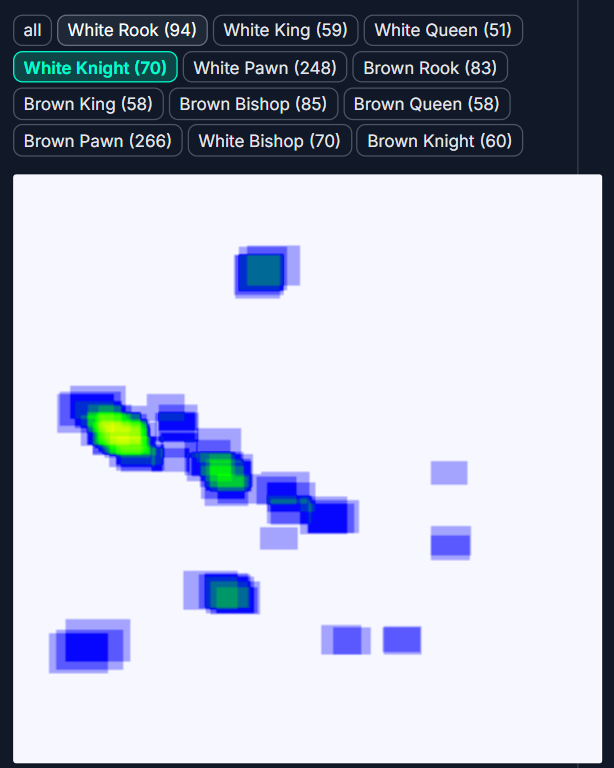 all White Rook (94) White King (59) White Queen (51)
White Knight (70) White Pawn (248) Brown Rook (83)
Brown King (58) Brown Bishop (85) Brown Queen (58)
Brown Pawn (266) White Bishop (70) Brown Knight (60)